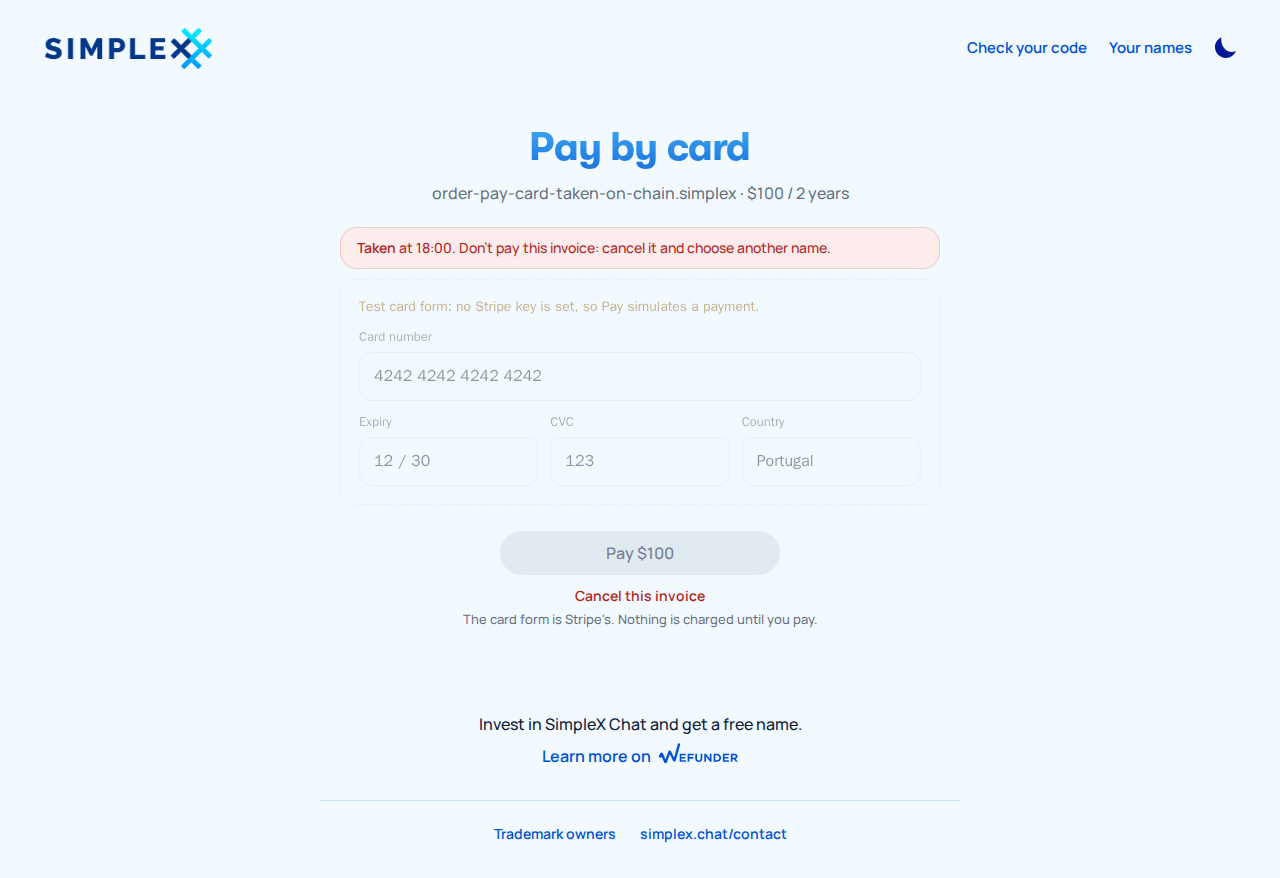 SIMPLEX
Check your code
Your names
Pay by card
order-pay-card-taken-on-chain.simplex · $100 / 2 years
Taken at 18:00. Don't pay this invoice: cancel it and choose another name.
Test card form: no Stripe key is set, so Pay simulates a payment.
Card number
4242 4242 4242 4242
Expiry
CVC
Country
12 / 30
123
Portugal
Pay $100
Cancel this invoice
The card form is Stripe's. Nothing is charged until you pay.
Invest in SimpleX Chat and get a free name.
Learn more on WEFUNDER
Trademark owners
simplex.chat/contact